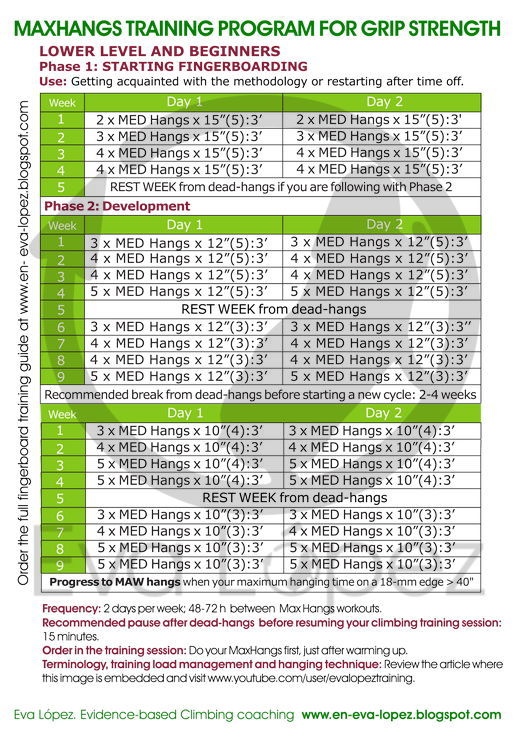 MAXHANGS TRAINING PROGRAM FOR GRIP STRENGTH
LOWER LEVEL AND BEGINNERS
Phase 1: STARTING FINGERBOARDING
Use: Getting acquainted with the methodology or restarting after time off.
Week Day 1 Day 2
1 2 x MED Hangs x 15”(5):3’ 2 x MED Hangs x 15”(5):3'
2 3 x MED Hangs x 15”(5):3’ 3 x MED Hangs x 15”(5):3’
3 4 x MED Hangs x 15”(5):3’ 4 x MED Hangs x 15”(5):3’
4 4 x MED Hangs x 15”(5):3’ 4 x MED Hangs x 15”(5):3’
5 REST WEEK from dead-hangs if you are following with Phase 2
Phase 2: Development
Week Day 1 Day 2
1 3 x MED Hangs x 12”(5):3’ 3 x MED Hangs x 12”(5):3’
2 4 x MED Hangs x 12”(5):3’ 4 x MED Hangs x 12”(5):3’
3 4 x MED Hangs x 12”(5):3’ 4 x MED Hangs x 12”(5):3’
4 5 x MED Hangs x 12”(5):3’ 5 x MED Hangs x 12”(5):3’
5 REST WEEK from dead-hangs
6 3 x MED Hangs x 12”(3):3’ 3 x MED Hangs x 12”(3):3’’
7 4 x MED Hangs x 12”(3):3’ 4 x MED Hangs x 12”(3):3’
8 4 x MED Hangs x 12”(3):3’ 4 x MED Hangs x 12”(3):3’
9 5 x MED Hangs x 12”(3):3’ 5 x MED Hangs x 12”(3):3’
Recommended break from dead-hangs before starting a new cycle: 2-4 weeks
Week Day 1 Day 2
1 3 x MED Hangs x 10”(4):3’ 3 x MED Hangs x 10”(4):3’
2 4 x MED Hangs x 10”(4):3’ 4 x MED Hangs x 10”(4):3’
3 5 x MED Hangs x 10”(4):3’ 5 x MED Hangs x 10”(4):3’
4 5 x MED Hangs x 10”(4):3’ 5 x MED Hangs x 10”(4):3’
5 REST WEEK from dead-hangs
6 3 x MED Hangs x 10”(3):3’ 3 x MED Hangs x 10”(3):3’
7 4 x MED Hangs x 10”(3):3’ 4 x MED Hangs x 10”(3):3’
8 5 x MED Hangs x 10”(3):3’ 5 x MED Hangs x 10”(3):3’
9 5 x MED Hangs x 10”(3):3’ 5 x MED Hangs x 10”(3):3’
Progress to MAW hangs when your maximum hanging time on a 18-mm edge > 40"
Eva López
Order the full fingerboard training guide at www.en- eva-lopez.blogspot.com
Frequency: 2 days per week; 48-72 h between Max Hangs workouts.
Recommended pause after dead-hangs before resuming your climbing training session:
15 minutes.
Order in the training session: Do your MaxHangs first, just after warming up.
Terminology, training load management and hanging technique: Review the article where
this image is embedded and visit www.youtube.com/user/evalopeztraining.
Eva López. Evidence-based Climbing coaching www.en-eva-lopez.blogspot.com